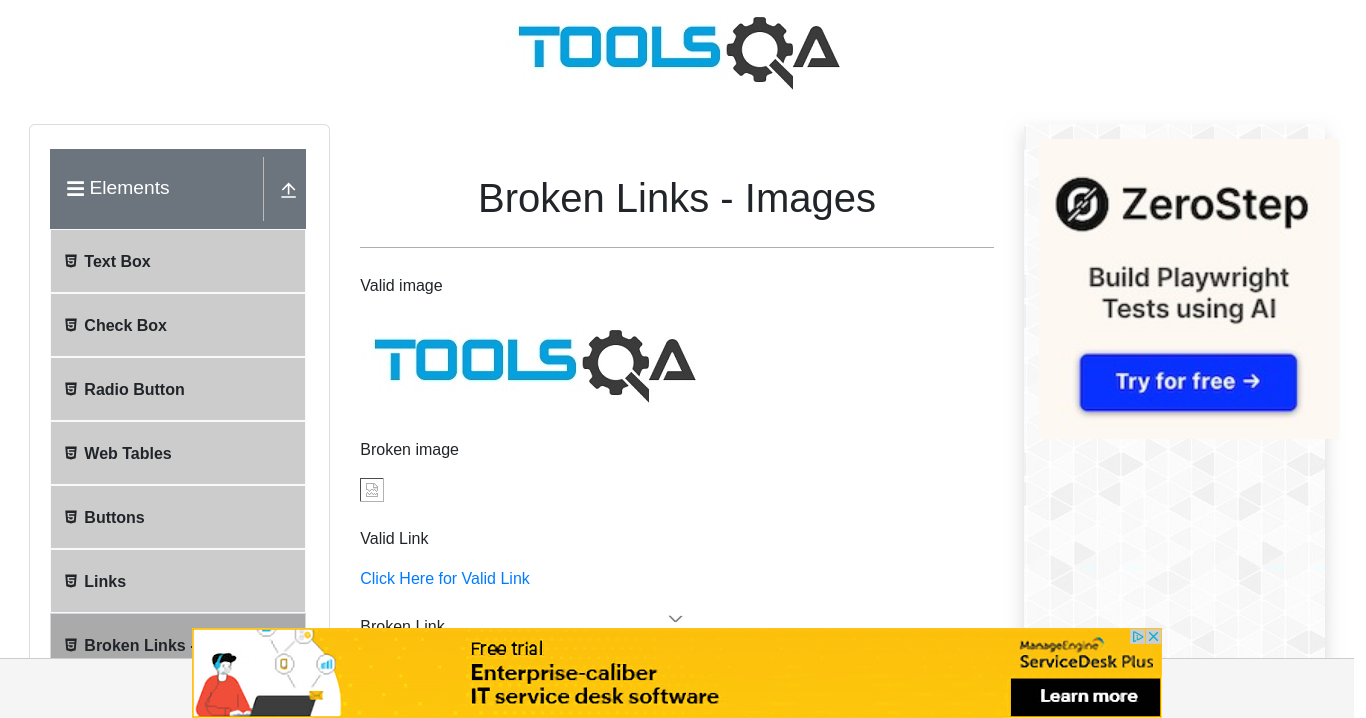 TOOLSQA
Elements
Text Box
Check Box
Radio Button
Web Tables
Buttons
Links
Broken Links -
Broken Links - Images
Valid image
TOOLSQA
Broken image
Valid Link
Click Here for Valid Link
Broken Link
ZeroStep
Build Playwright
Tests using AI
Try for free →
Free trial
Enterprise-caliber
IT service desk software
ManageEngine
ServiceDesk Plus
Learn more